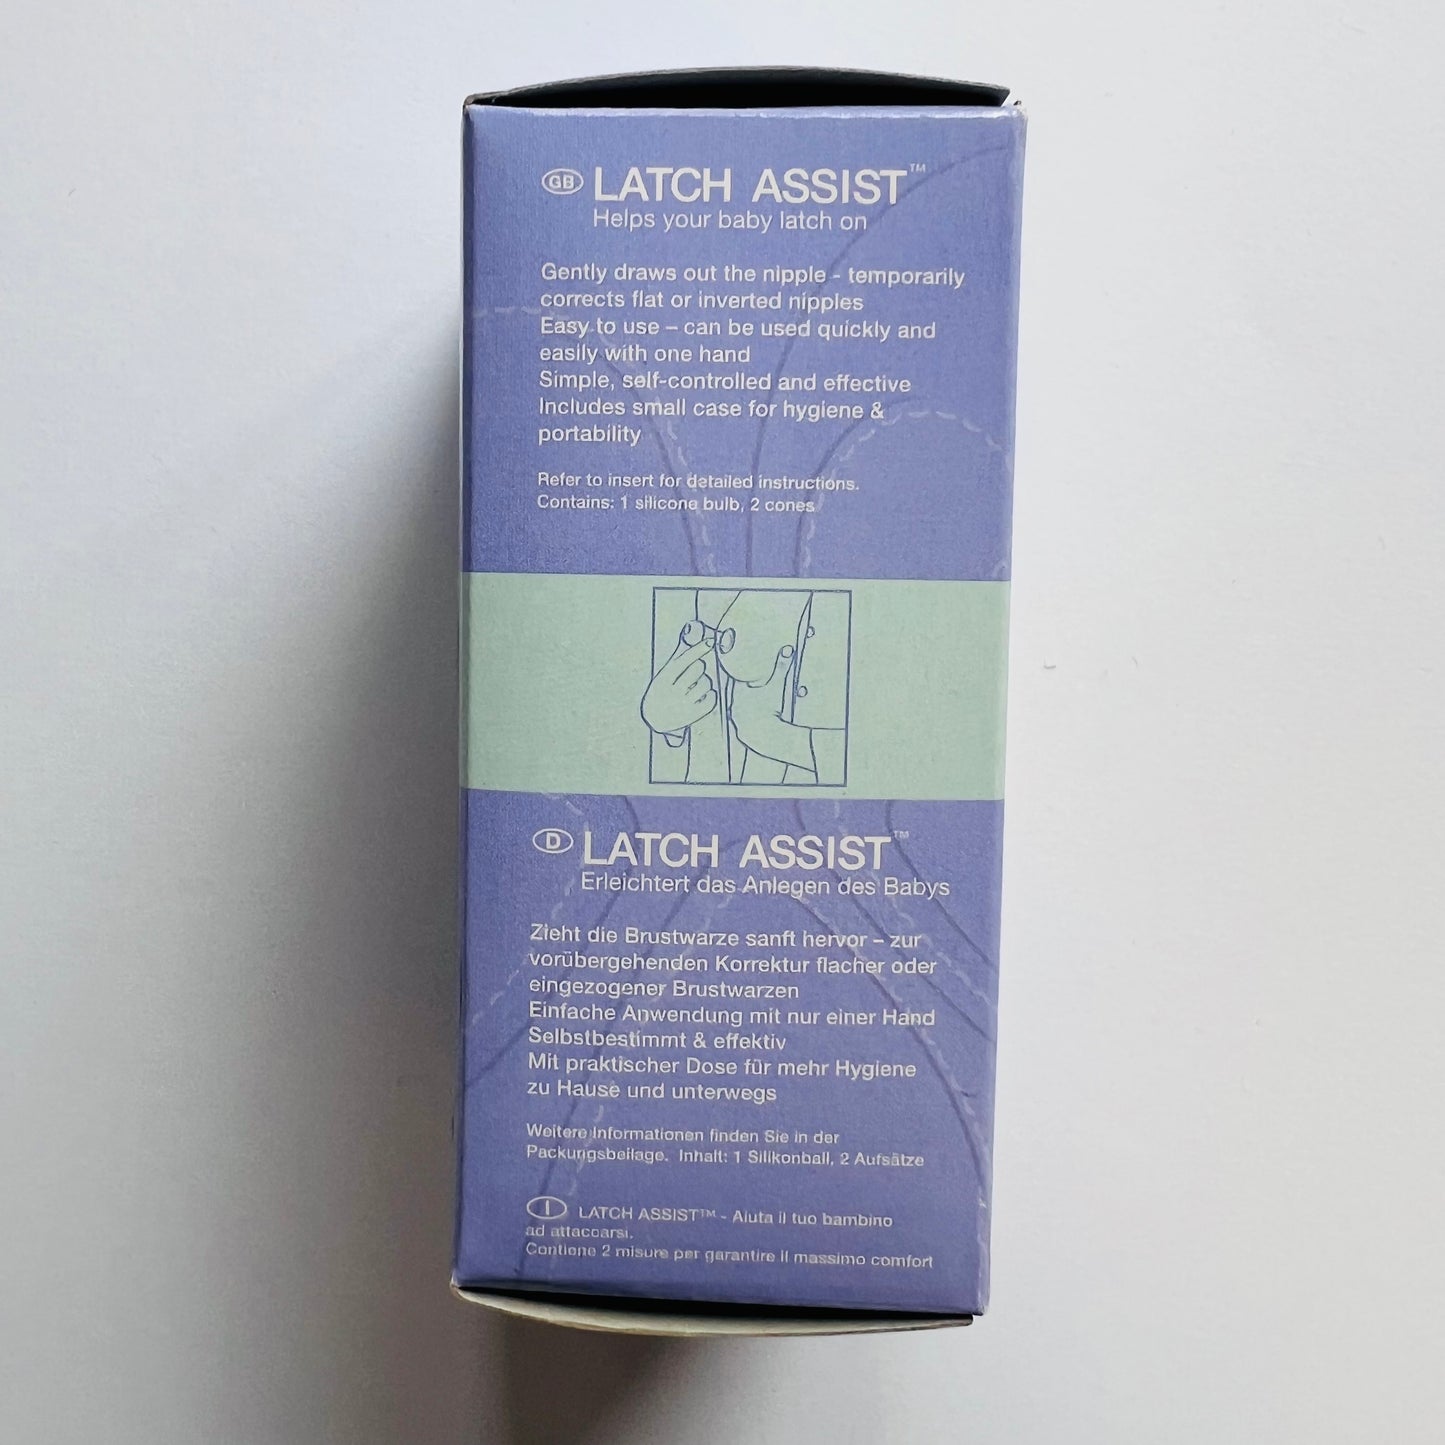 GB LATCH ASSIST™
Helps your baby latch on
Gently draws out the nipple - temporarily
corrects flat or inverted nipples
Easy to use – can be used quickly and
easily with one hand
Simple, self-controlled and effective
Includes small case for hygiene &
portability
Refer to insert for detailed instructions.
Contains: 1 silicone bulb, 2 cones
D LATCH ASSIST™
Erleichtert das Anlegen des Babys
Zieht die Brustwarze sanft hervor – zur
vorübergehenden Korrektur flacher oder
eingezogener Brustwarzen
Einfache Anwendung mit nur einer Hand
Selbstbestimmt & effektiv
Mit praktischer Dose für mehr Hygiene
zu Hause und unterwegs
Weitere Informationen finden Sie in der
Packungsbeilage. Inhalt: 1 Silikonball, 2 Aufsätze
I LATCH ASSIST™ - Aiuta il tuo bambino
ad attaccarsi.
Contiene 2 misure per garantire il massimo comfort